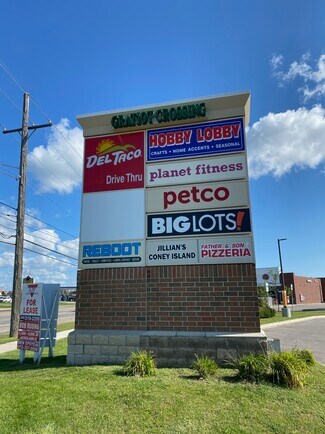 GRATIOT CROSSING
DEL TACO
Drive Thru
HOBBY LOBBY
CRAFTS • HOME ACCENTS • SEASONAL
planet fitness
petco
BIG LOTS!
REBOOT
JILLIAN'S
CONEY ISLAND
FATHER & SON
PIZZERIA
FOR
LEASE